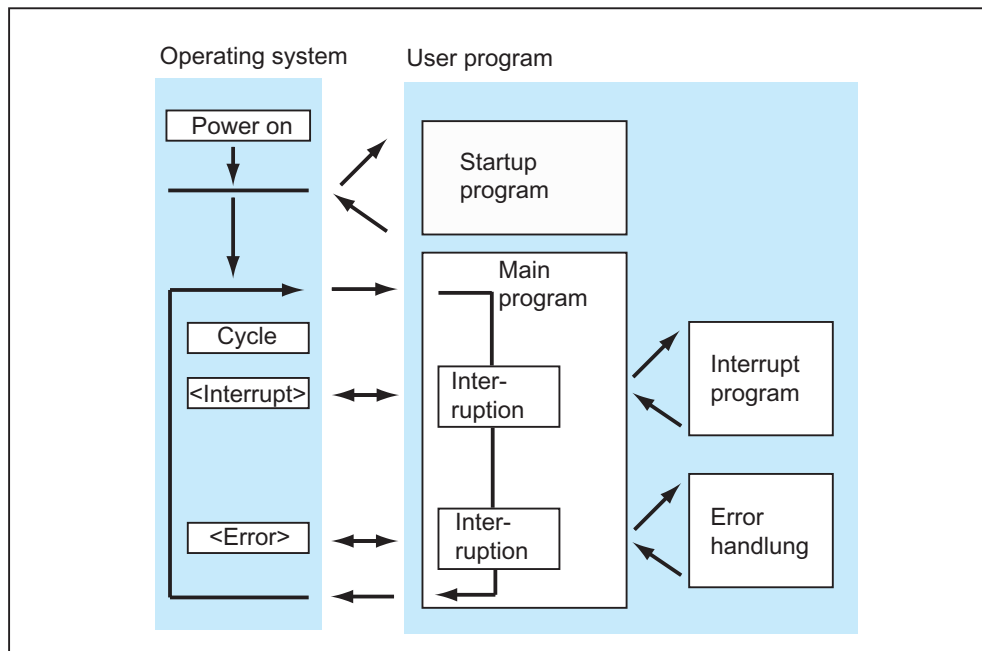 Operating system
User program
Power on
Startup
program
Main
program
Cycle
<Interrupt>
Inter-
ruption
Interrupt
program
<Error>
Inter-
ruption
Error
handlung